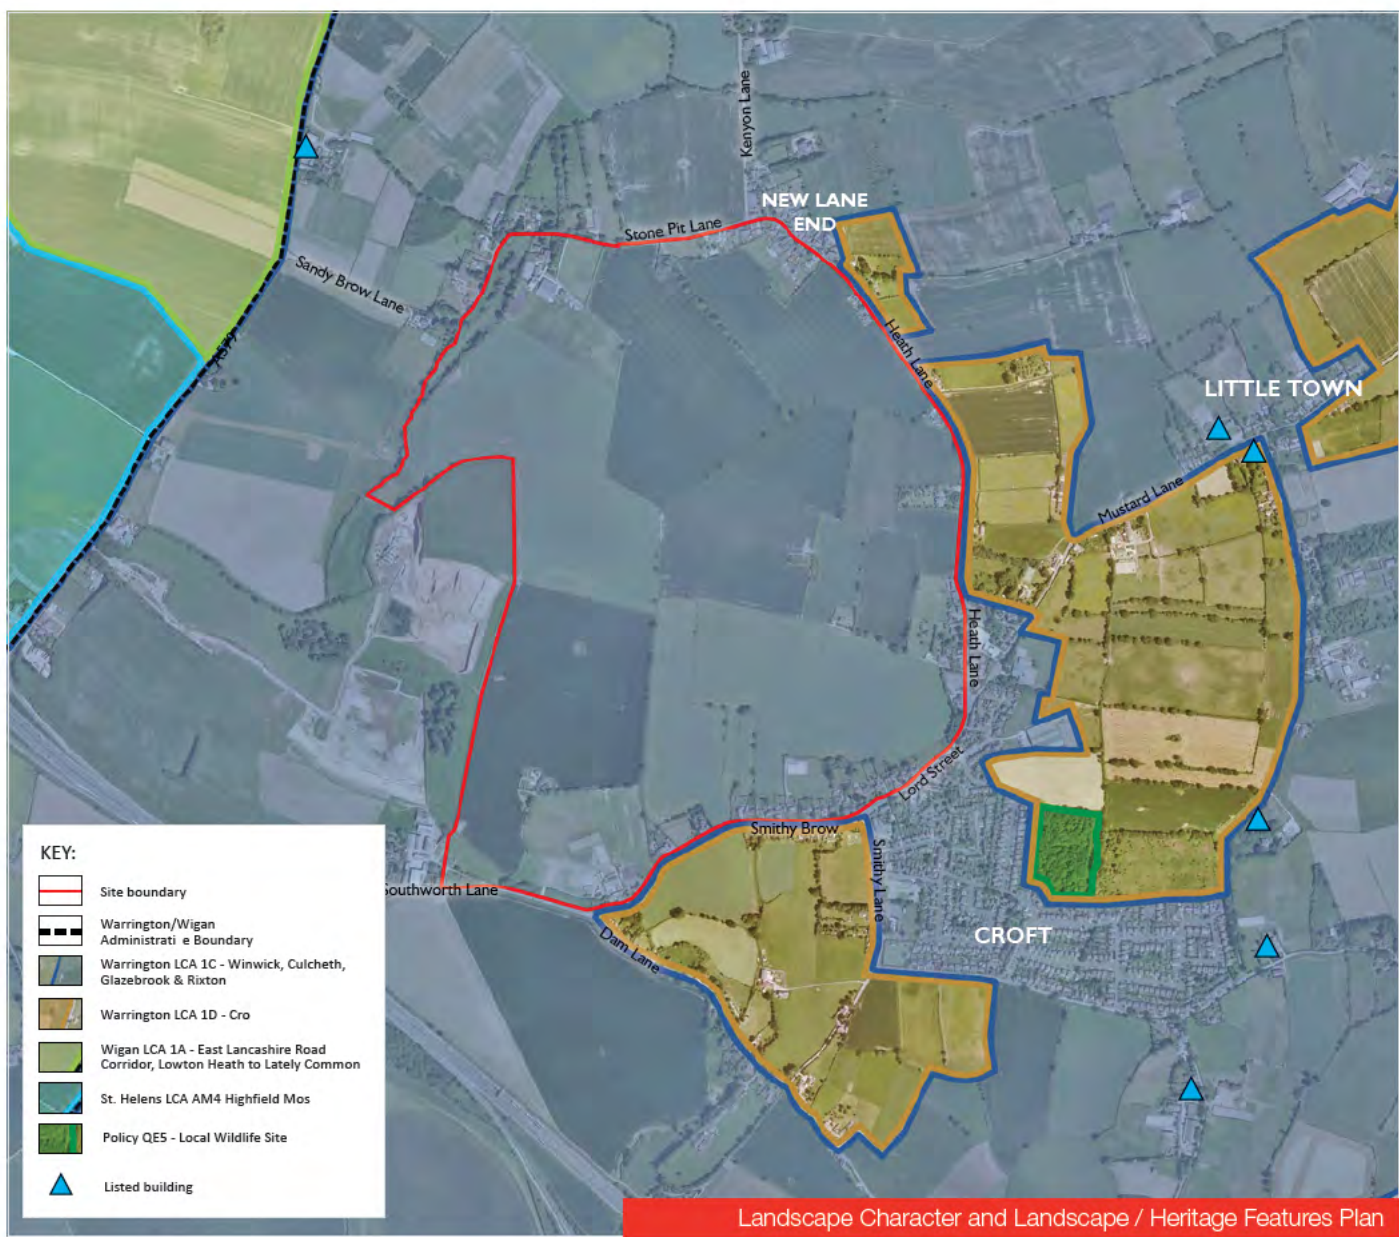 Kenyon Lane
NEW LANE
END
Stone Pit Lane
Sandy Brow Lane
A579
Heath Lane
LITTLE TOWN
Mustard Lane
Heath Lane
Lord Street
Smithy Brow
Smithy Lane
Southworth Lane
Dam Lane
CROFT
KEY:
Site boundary
Warrington/Wigan
Administrati e Boundary
Warrington LCA 1C - Winwick, Culcheth,
Glazebrook & Rixton
Warrington LCA 1D - Cro
Wigan LCA 1A - East Lancashire Road
Corridor, Lowton Heath to Lately Common
St. Helens LCA AM4 Highfield Mos
Policy QE5 - Local Wildlife Site
Listed building
Landscape Character and Landscape / Heritage Features Plan